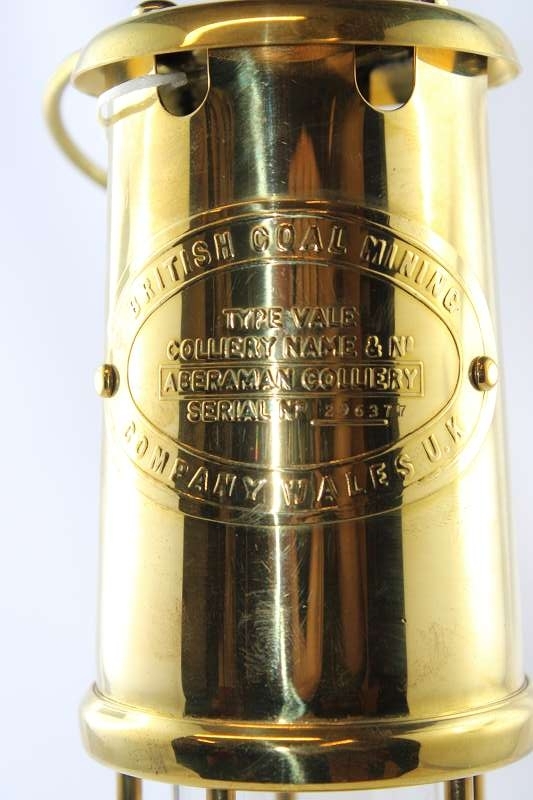 BRITISH COAL MINING
TYPE VALE
COLLIERY NAME & Nº
ABERAMAN COLLIERY
SERIAL Nº 296377
COMPANY WALES U.K